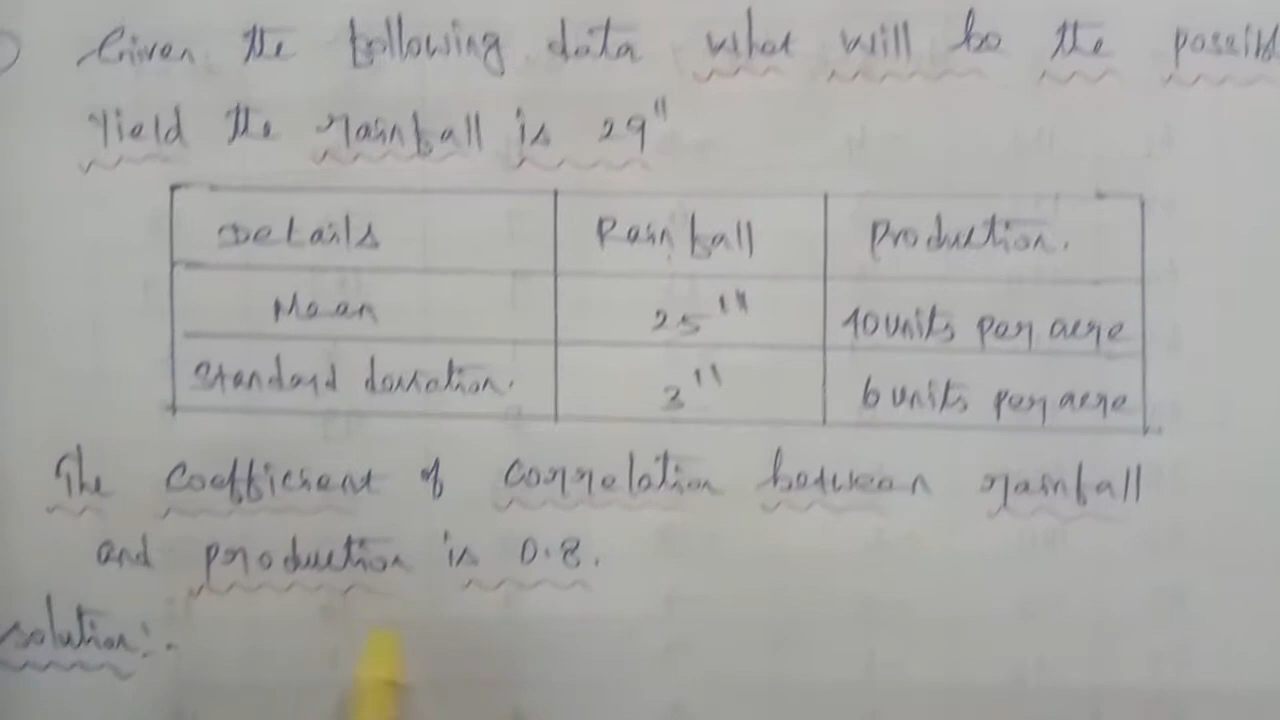 Given the following data what will be the possibl
yield the rainfall is 29"
Details Rainfall Production.
Mean 25" 40 units per acre
Standard deviation. 3" 6 units per acre
The coefficient of correlation between rainfall
and production is 0.8.
solution:-